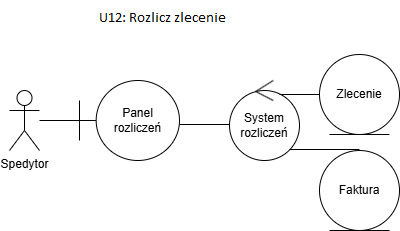 U12: Rozlicz zlecenie
Zlecenie
Panel
rozliczeń
System
rozliczeń
Spedytor
Faktura